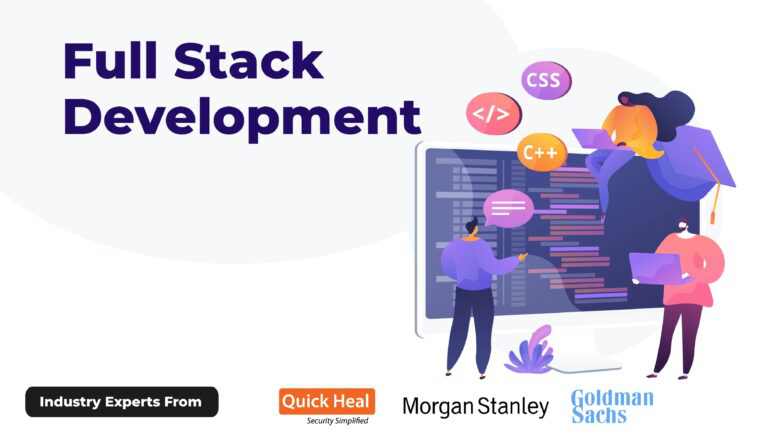 Full Stack
Development
CSS
</>
C++
Industry Experts From
Quick Heal
Security Simplified
Morgan Stanley
Goldman
Sachs